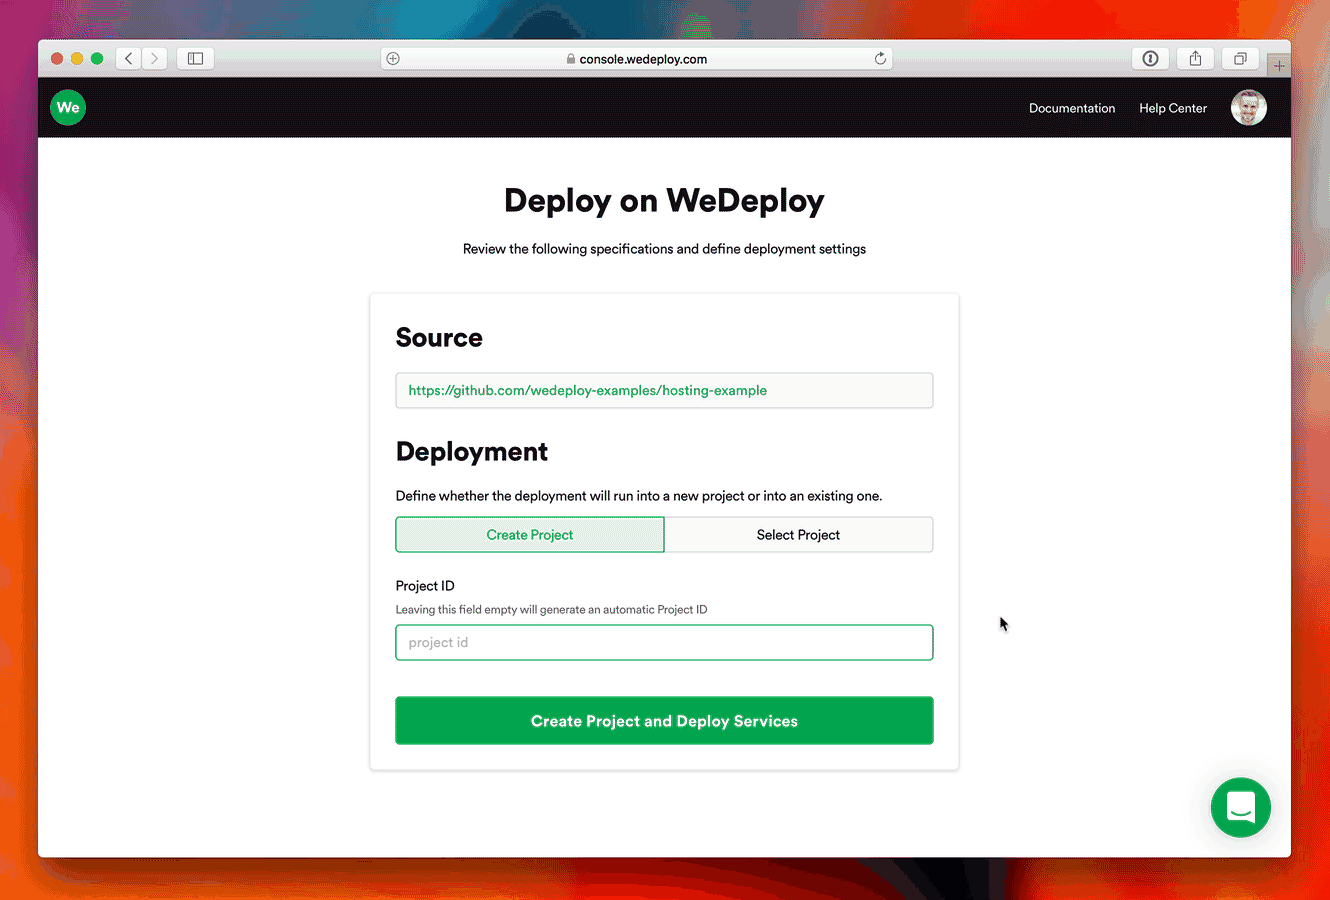 console.wedeploy.com
We
Documentation
Help Center
Deploy on WeDeploy
Review the following specifications and define deployment settings
Source
https://github.com/wedeploy-examples/hosting-example
Deployment
Define whether the deployment will run into a new project or into an existing one.
Create Project
Select Project
Project ID
Leaving this field empty will generate an automatic Project ID
project id
Create Project and Deploy Services